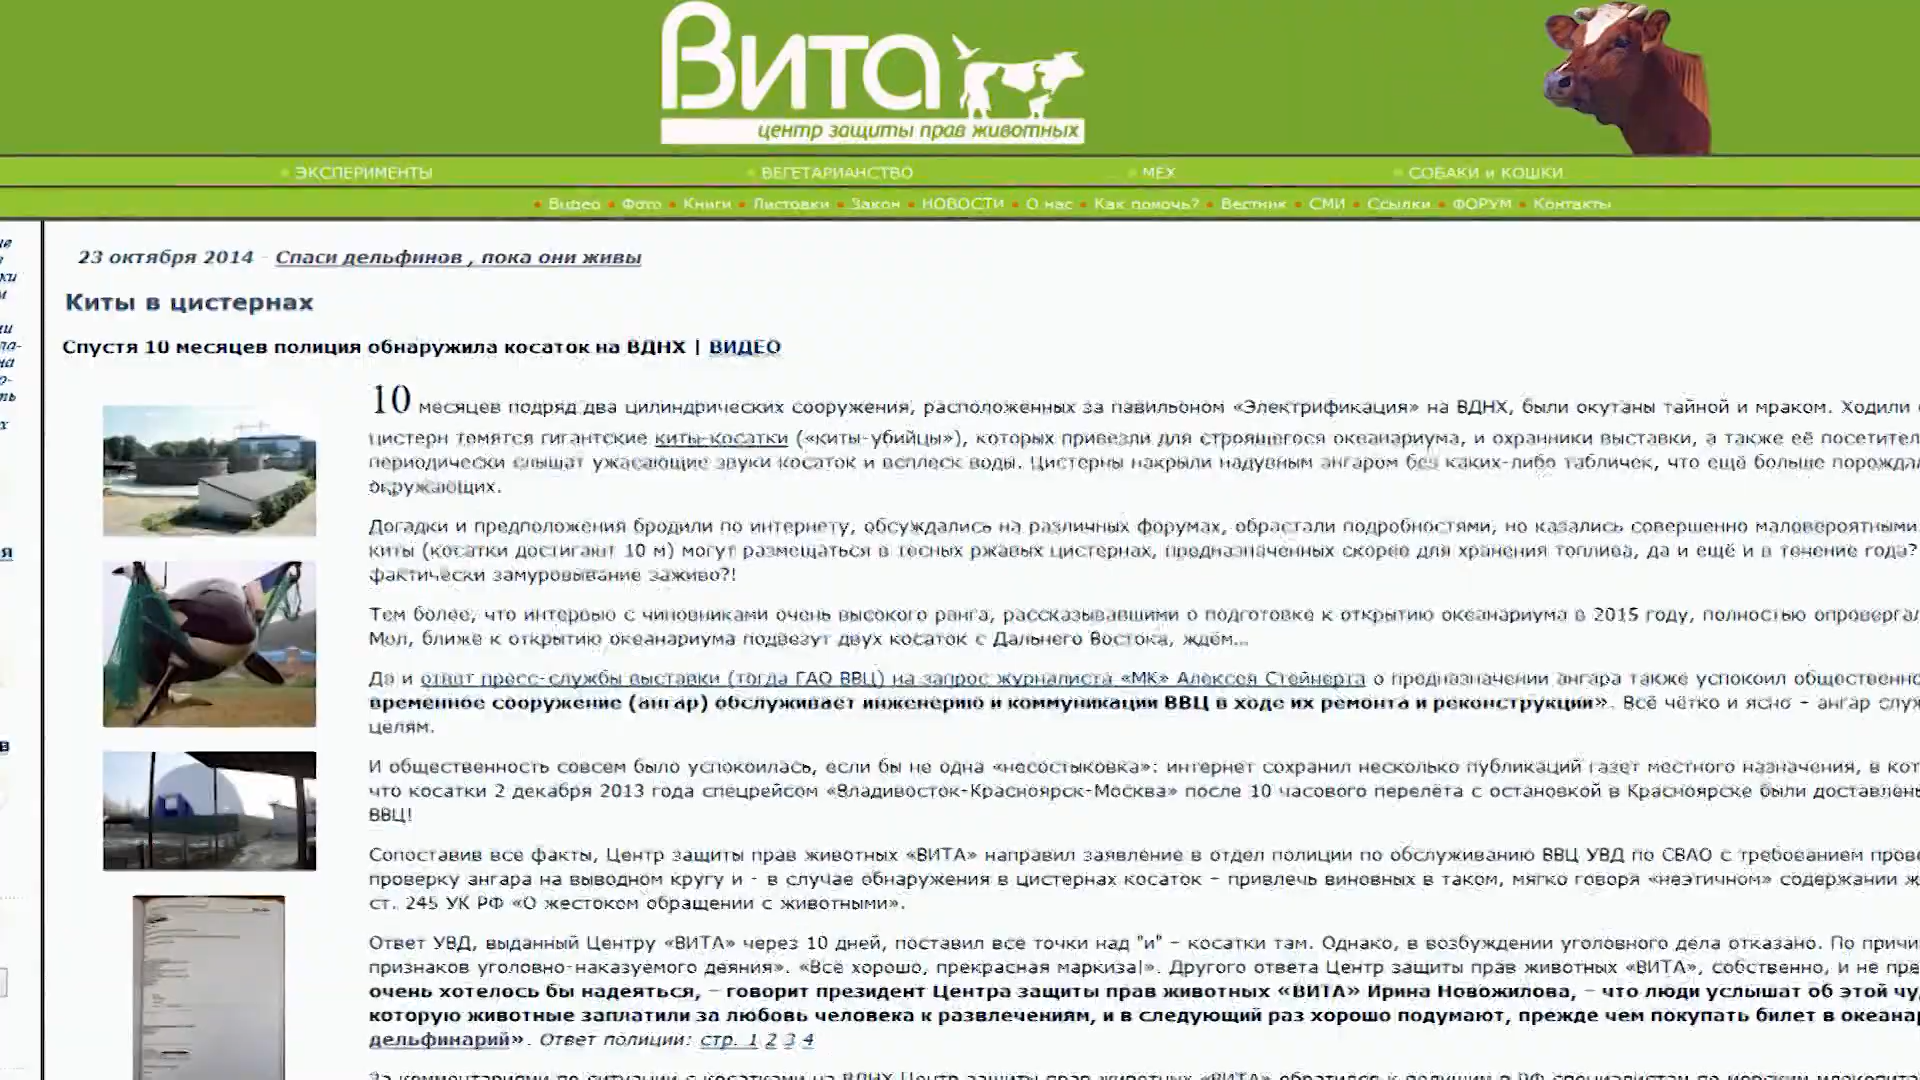 Вита
центр защиты прав животных
ЭКСПЕРИМЕНТЫ ВЕГЕТАРИАНСТВО МЕХ СОБАКИ и КОШКИ
• Видео • Фото • Книги • Листовки • Закон • НОВОСТИ • О нас • Как помочь? • Вестник • СМИ • Ссылки • ФОРУМ • Контакты
23 октября 2014 - Спаси дельфинов , пока они живы
Киты в цистернах
Спустя 10 месяцев полиция обнаружила косаток на ВДНХ | ВИДЕО
10 месяцев подряд два цилиндрических сооружения, расположенных за павильоном «Электрификация» на ВДНХ, были окутаны тайной и мраком. Ходили
цистерн томятся гигантские киты-косатки («киты-убийцы»), которых привезли для строящегося океанариума, и охранники выставки, а также её
периодически слышат ужасающие звуки косаток и всплеск воды. Цистерны накрыли надувным ангаром без каких-либо табличек, что ещё больше
окружающих.
Догадки и предположения бродили по интернету, обсуждались на различных форумах, обрастали подробностями, но казались совершенно маловероятными.
киты (косатки достигают 10 м) могут размещаться в тесных ржавых цистернах, предназначенных скорее для хранения топлива, да и ещё и в течение года?
фактически замуровывание заживо?!
Тем более, что интервью с чиновниками очень высокого ранга, рассказывавшими о подготовке к открытию океанариума в 2015 году, полностью
Мол, ближе к открытию океанариума подвезут двух косаток с Дальнего Востока, ждём...
Да и ответ пресс-службы выставки (тогда ГАО ВВЦ) на запрос журналиста «МК» Алексея Стейнерта о предназначении ангара также успокоил
временное сооружение (ангар) обслуживает инженерию и коммуникации ВВЦ в ходе их ремонта и реконструкции». Всё чётко и ясно - ангар
целям.
И общественность совсем было успокоилась, если бы не одна «несостыковка»: интернет сохранил несколько публикаций газет местного назначения, в
что косатки 2 декабря 2013 года спецрейсом «Владивосток-Красноярск-Москва» после 10 часового перелёта с остановкой в Красноярске были
ВВЦ!
Сопоставив все факты, Центр защиты прав животных «ВИТА» направил заявление в отдел полиции по обслуживанию ВВЦ УВД по СВАО с требованием
проверку ангара на выводном кругу и - в случае обнаружения в цистернах косаток - привлечь виновных в таком, мягко говоря «неэтичном» содержании
ст. 245 УК РФ «О жестоком обращении с животными».
Ответ УВД, выданный Центру «ВИТА» через 10 дней, поставил все точки над "и" - косатки там. Однако, в возбуждении уголовного дела отказано. По
признаков уголовно-наказуемого деяния». «Всё хорошо, прекрасная маркиза!». Другого ответа Центр защиты прав животных «ВИТА», собственно, и не
очень хотелось бы надеяться, - говорит президент Центра защиты прав животных «ВИТА» Ирина Новожилова, - что люди услышат об этой
которую животные заплатили за любовь человека к развлечениям, и в следующий раз хорошо подумают, прежде чем покупать билет в
дельфинарий». Ответ полиции: стр. 1 2 3 4